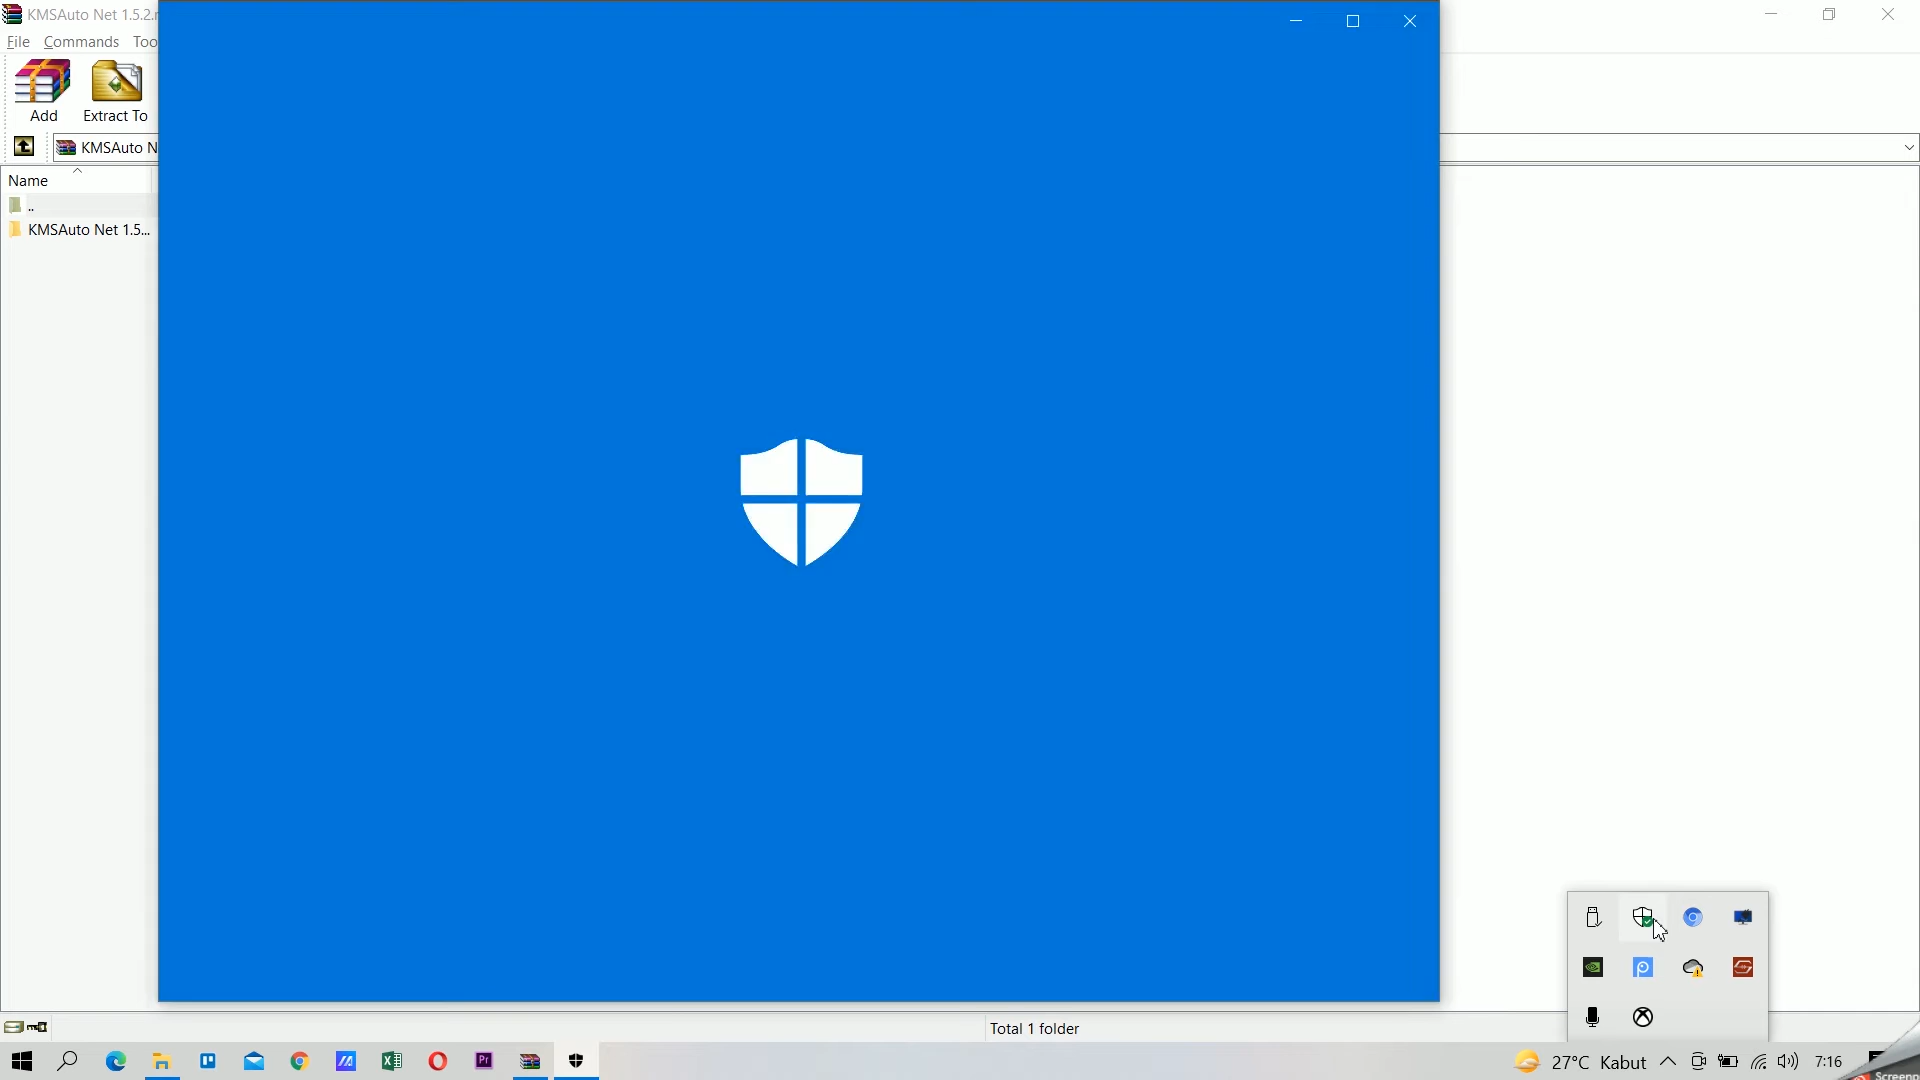 KMSAuto Net 1.5.2.r
File Commands Too
Add Extract To
KMSAuto N
Name
..
KMSAuto Net 1.5...
Total 1 folder
27°C Kabut 7:16